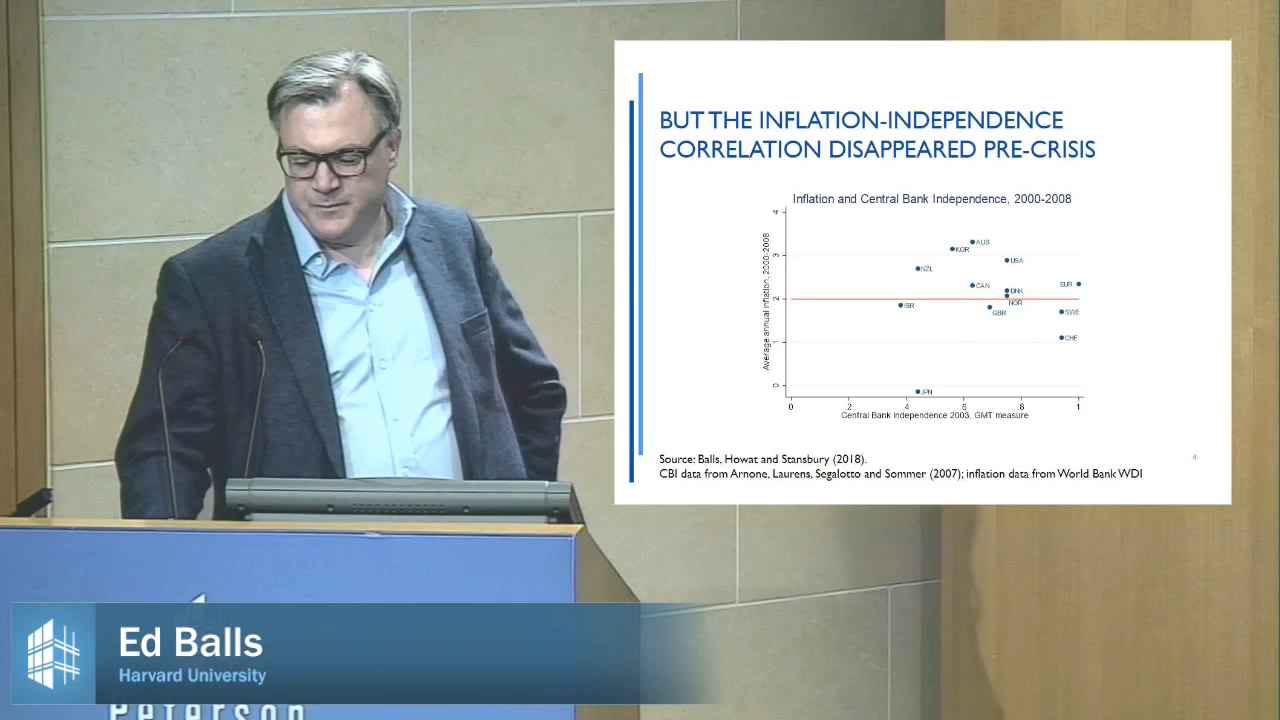 BUT THE INFLATION-INDEPENDENCE
CORRELATION DISAPPEARED PRE-CRISIS
Inflation and Central Bank Independence, 2000-2008
Average annual inflation, 2000-2008
4
3
2
1
0
AUS
KOR
USA
NZL
CAN
EUR
DNK
NOR
ISR
GBR
SWE
CHE
JPN
0
.2
.4
.6
.8
1
Central Bank Independence 2003, GMT measure
Source: Balls, Howat and Stansbury (2018).
4
CBI data from Arnone, Laurens, Segalotto and Sommer (2007); inflation data from World Bank WDI
Ed Balls
Harvard University
Peterson